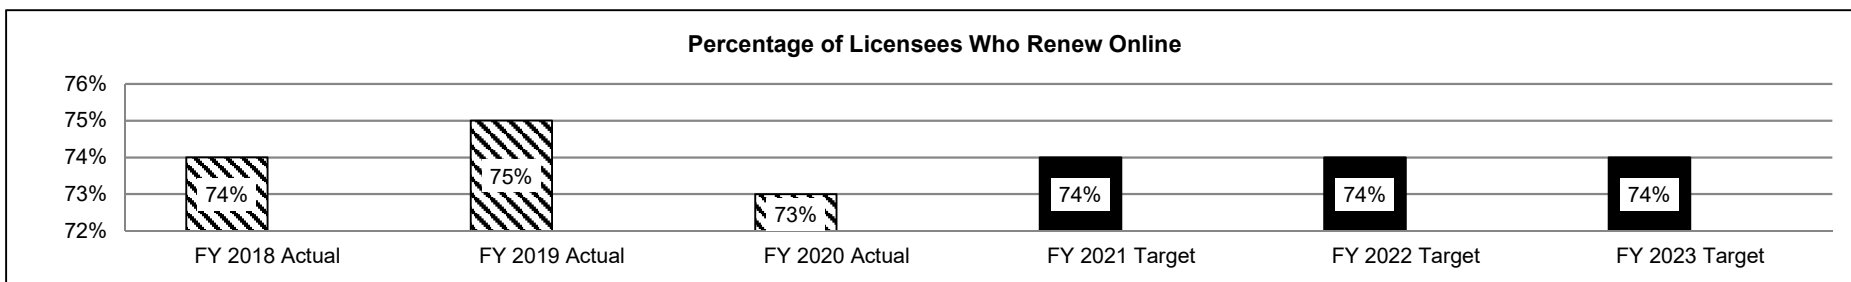 Percentage of Licensees Who Renew Online
76%
75%
74%
73%
72%
74%
75%
73%
74%
74%
74%
FY 2018 Actual
FY 2019 Actual
FY 2020 Actual
FY 2021 Target
FY 2022 Target
FY 2023 Target